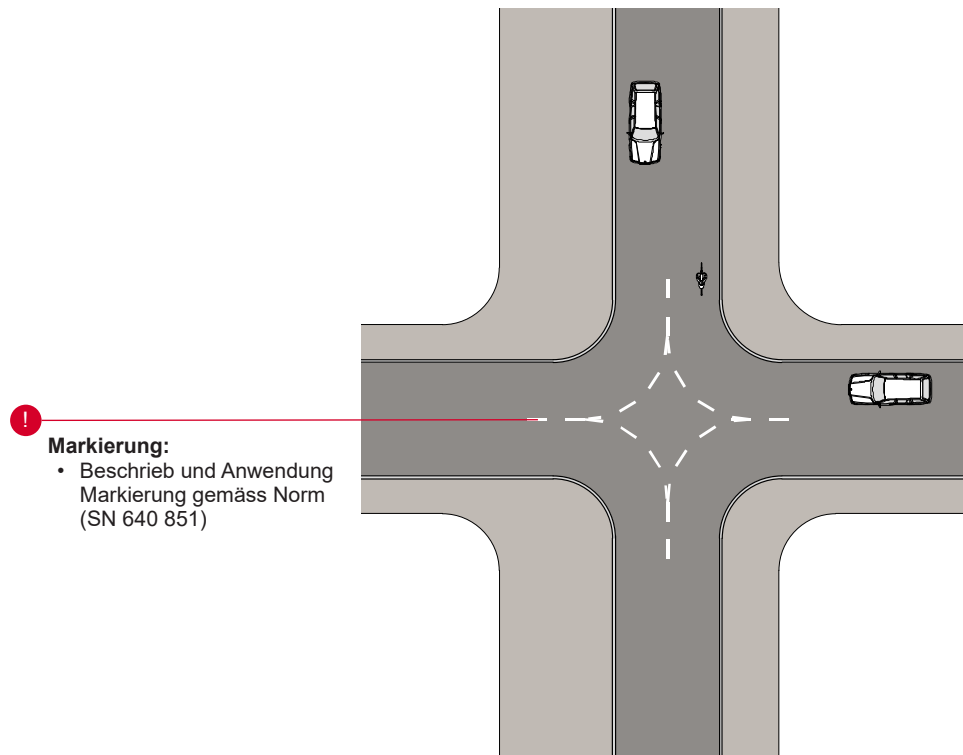 !
Markierung:
• Beschrieb und Anwendung
Markierung gemäss Norm
(SN 640 851)